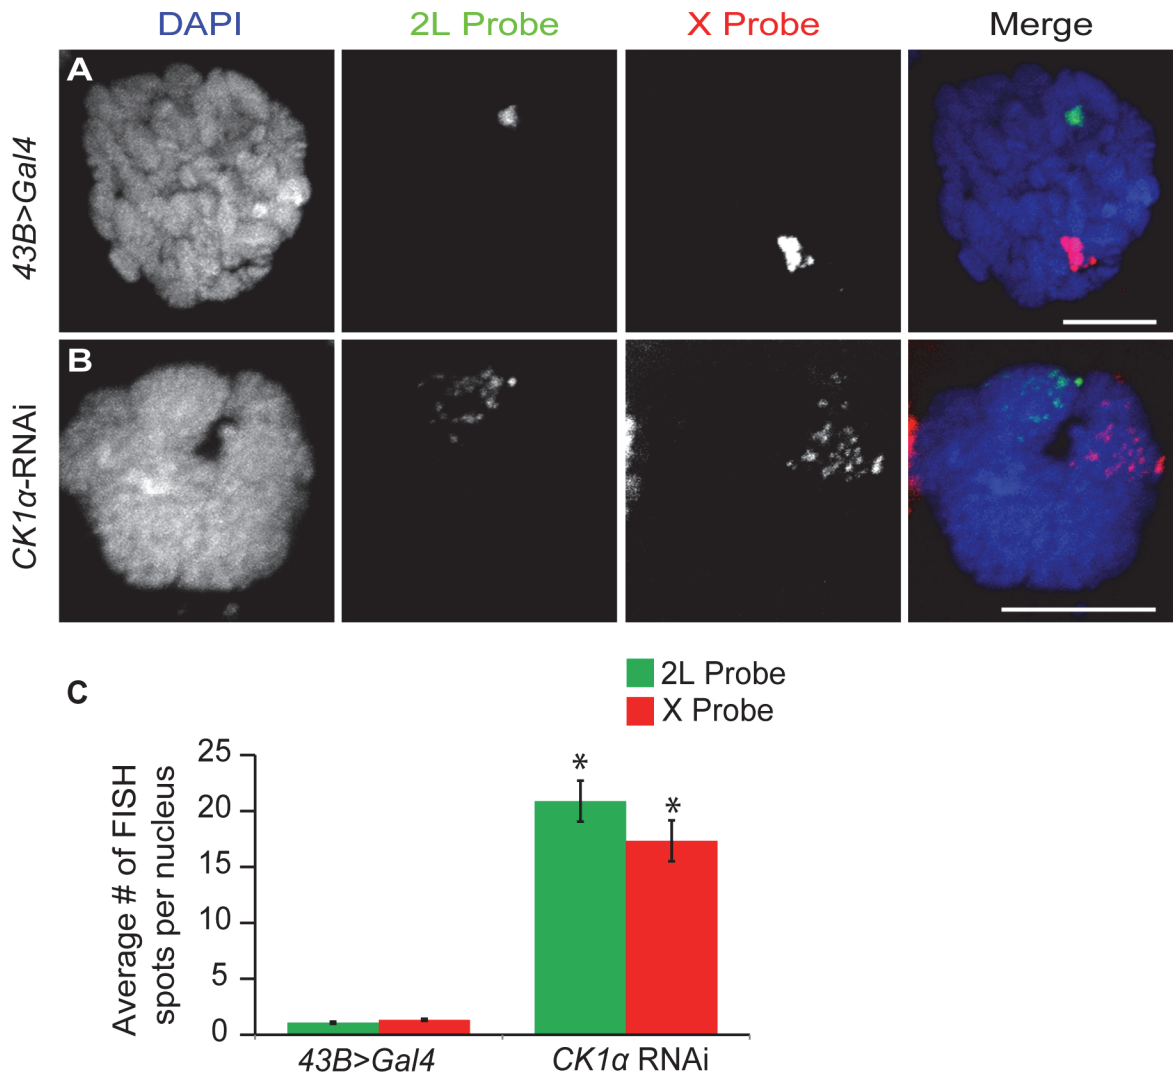 DAPI 2L Probe X Probe Merge
A
43B>Gal4
B
CK1α-RNAi
C
2L Probe
X Probe
Average # of FISH
spots per nucleus
25
20
15
10
5
0
* *
43B>Gal4 CK1α RNAi